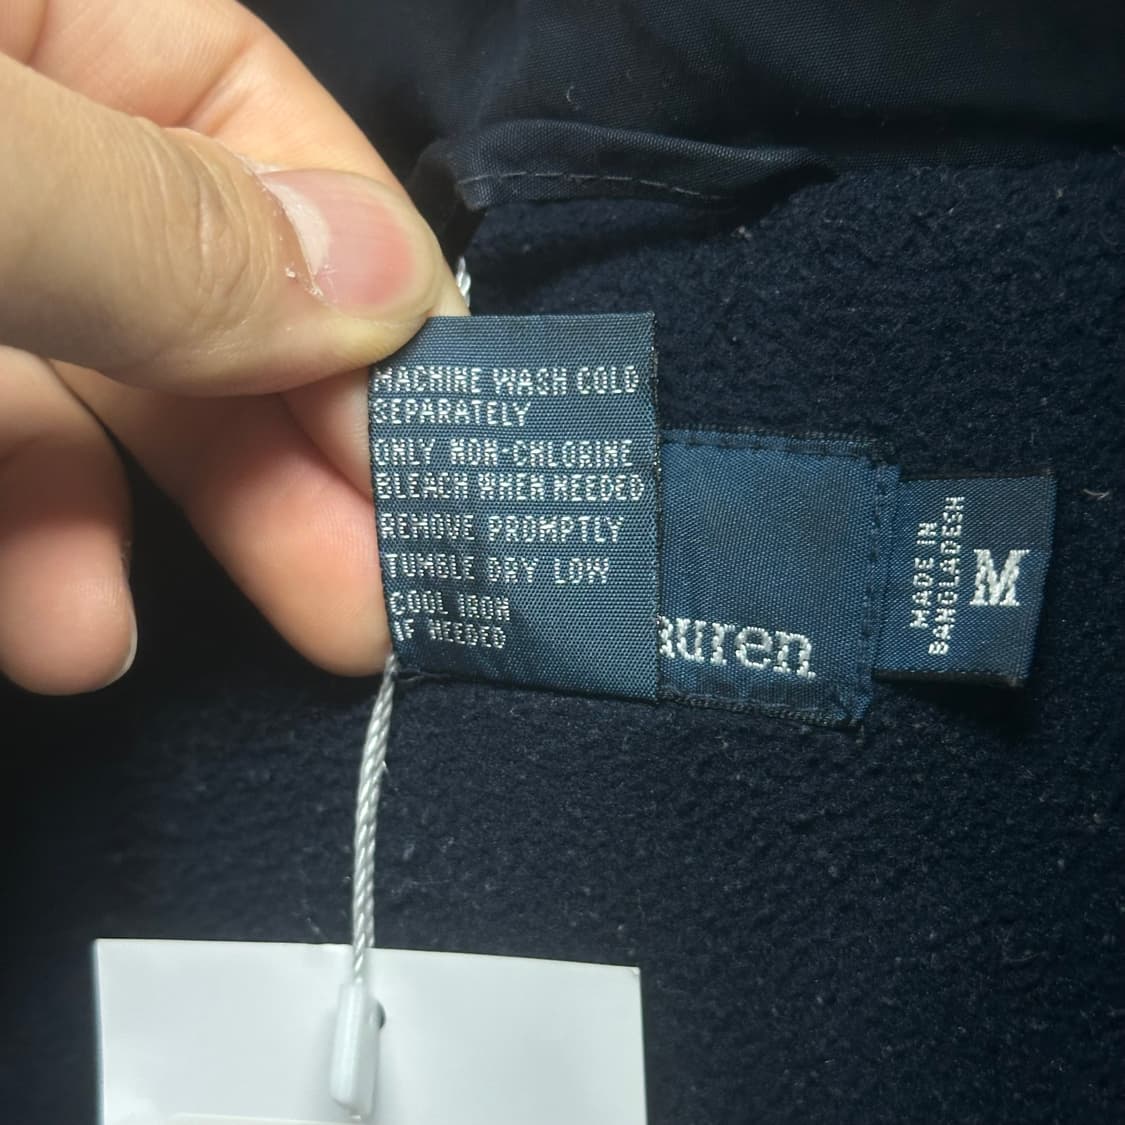 MACHINE WASH COLD
SEPARATELY
ONLY NON-CHLORINE
BLEACH WHEN NEEDED
REMOVE PROMPTLY
TUMBLE DRY LOW
COOL IRON
IF NEEDED
auren
MADE IN
BANGLADESH
M